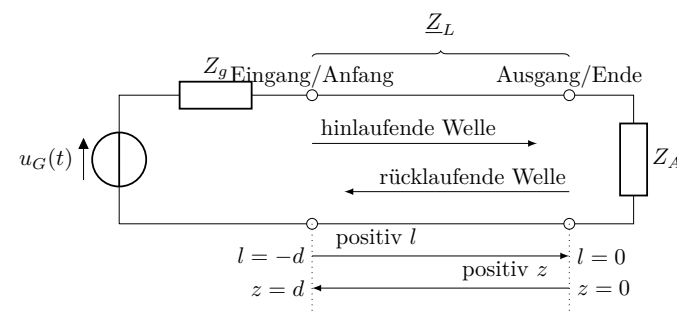 Z_L
Z_g Eingang/Anfang Ausgang/Ende
hinlaufende Welle
u_G(t) Z_A
rücklaufende Welle
positiv l
l = −d l = 0
positiv z
z = d z = 0